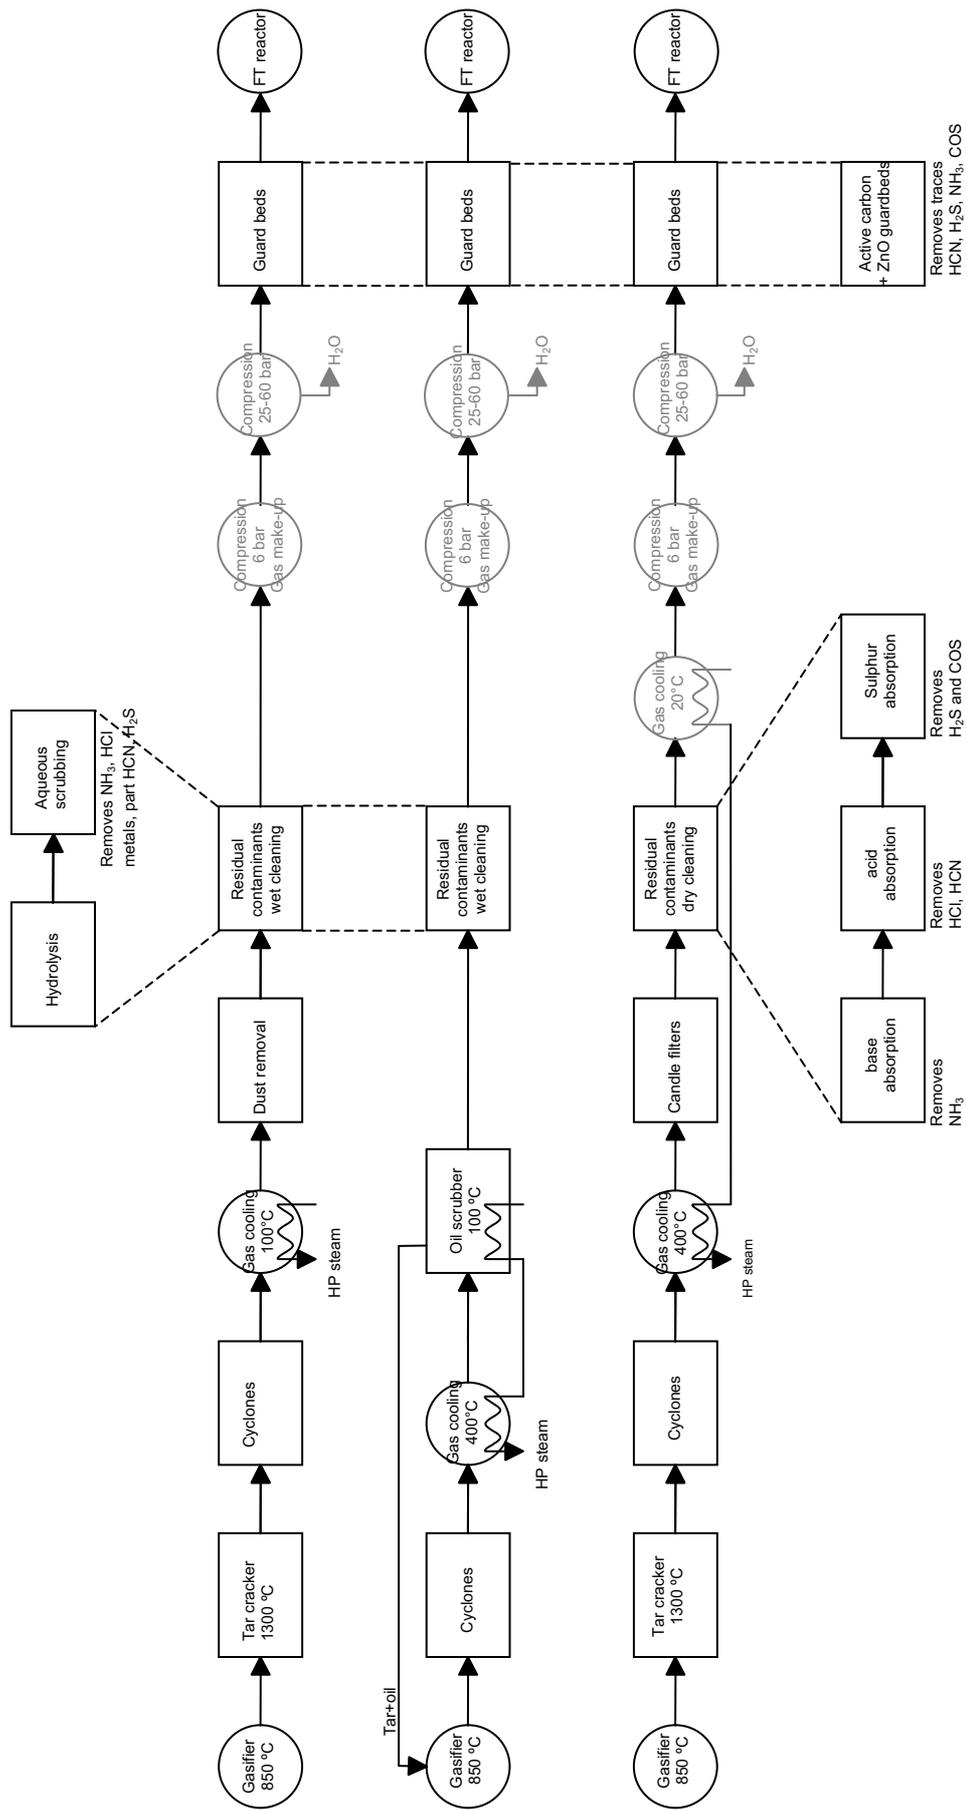 Hydrolysis
Aqueous
scrubbing
Removes NH₃, HCl
metals, part HCN, H₂S
Gasifier
850 ºC
Tar cracker
1300 ºC
Cyclones
Gas cooling
100°C
HP steam
Dust removal
Residual
contaminants
wet cleaning
Compression
6 bar
Gas make-up
Compression
25-60 bar
H₂O
Guard beds
FT reactor
Tar+oil
Gasifier
850 ºC
Cyclones
Gas cooling
400°C
HP steam
Oil scrubber
100 ºC
Residual
contaminants
wet cleaning
Compression
6 bar
Gas make-up
Compression
25-60 bar
H₂O
Guard beds
FT reactor
Gasifier
850 ºC
Tar cracker
1300 ºC
Cyclones
Gas cooling
400°C
HP steam
Candle filters
Residual
contaminants
dry cleaning
Gas cooling
20°C
Compression
6 bar
Gas make-up
Compression
25-60 bar
H₂O
Guard beds
FT reactor
base
absorption
Removes
NH₃
acid
absorption
Removes
HCl, HCN
Sulphur
absorption
Removes
H₂S and COS
Active carbon
+ ZnO guardbeds
Removes traces
HCN, H₂S, NH₃, COS